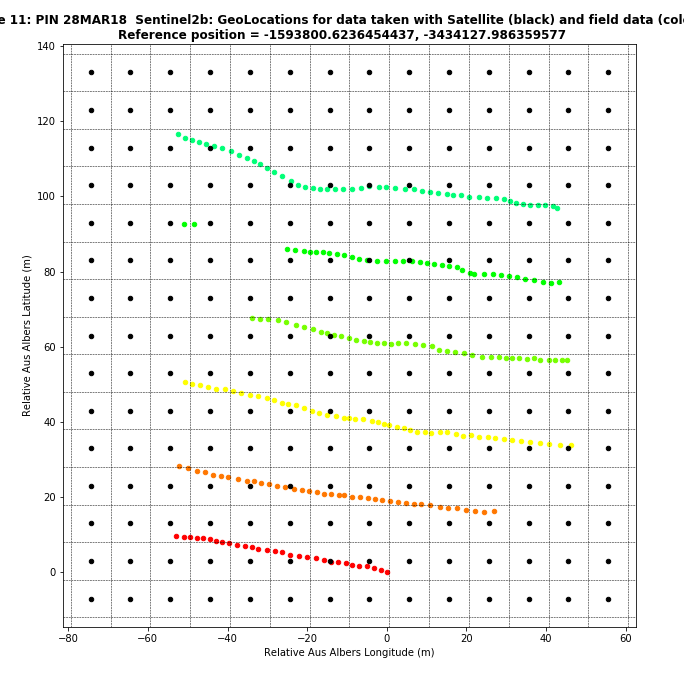 e 11: PIN 28MAR18 Sentinel2b: GeoLocations for data taken with Satellite (black) and field data (colo
Reference position = -1593800.6236454437, -3434127.986359577
140
120
100
80
60
40
20
0
Relative Aus Albers Latitude (m)
−80 −60 −40 −20 0 20 40 60
Relative Aus Albers Longitude (m)